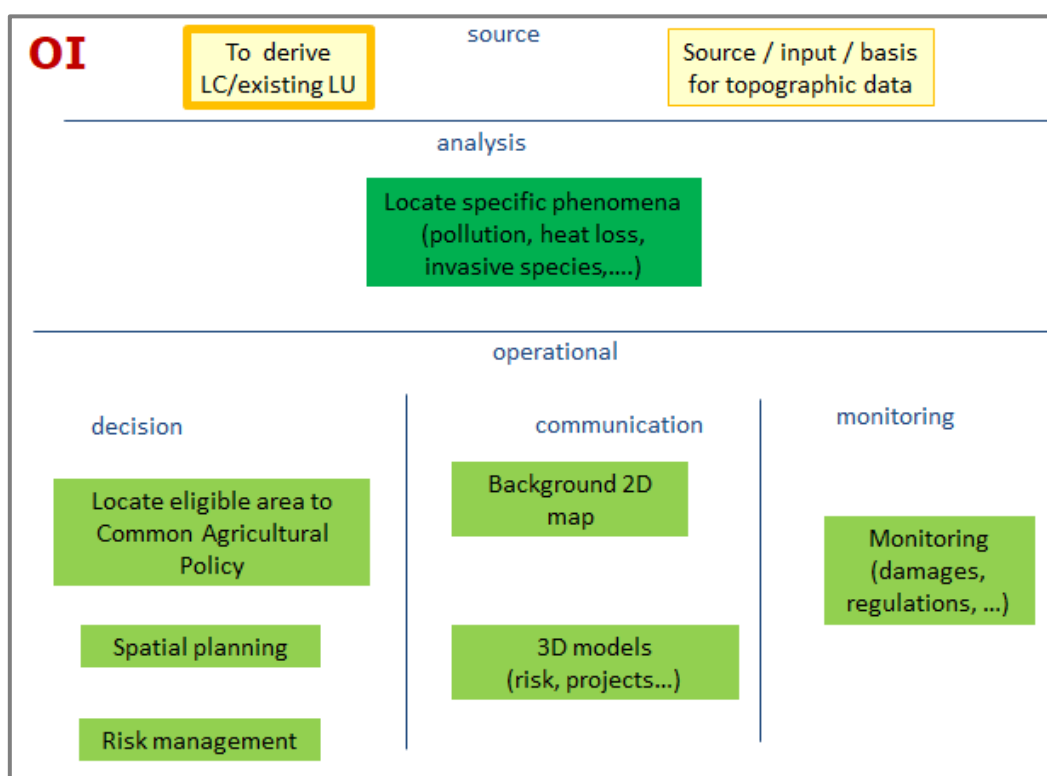 OI
source
To derive
LC/existing LU
Source / input / basis
for topographic data
analysis
Locate specific phenomena
(pollution, heat loss,
invasive species,....)
operational
decision
communication
monitoring
Locate eligible area to
Common Agricultural
Policy
Spatial planning
Risk management
Background 2D
map
3D models
(risk, projects...)
Monitoring
(damages,
regulations, ...)